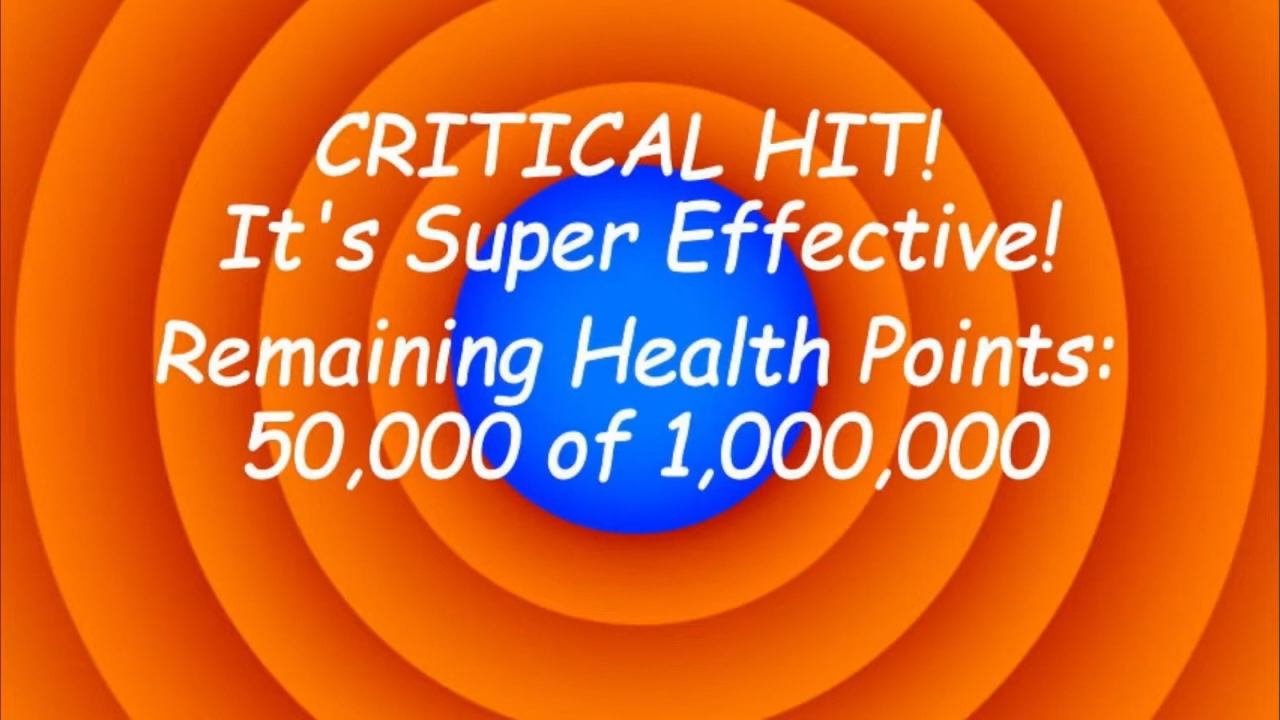 CRITICAL HIT!
It's Super Effective!
Remaining Health Points:
50,000 of 1,000,000